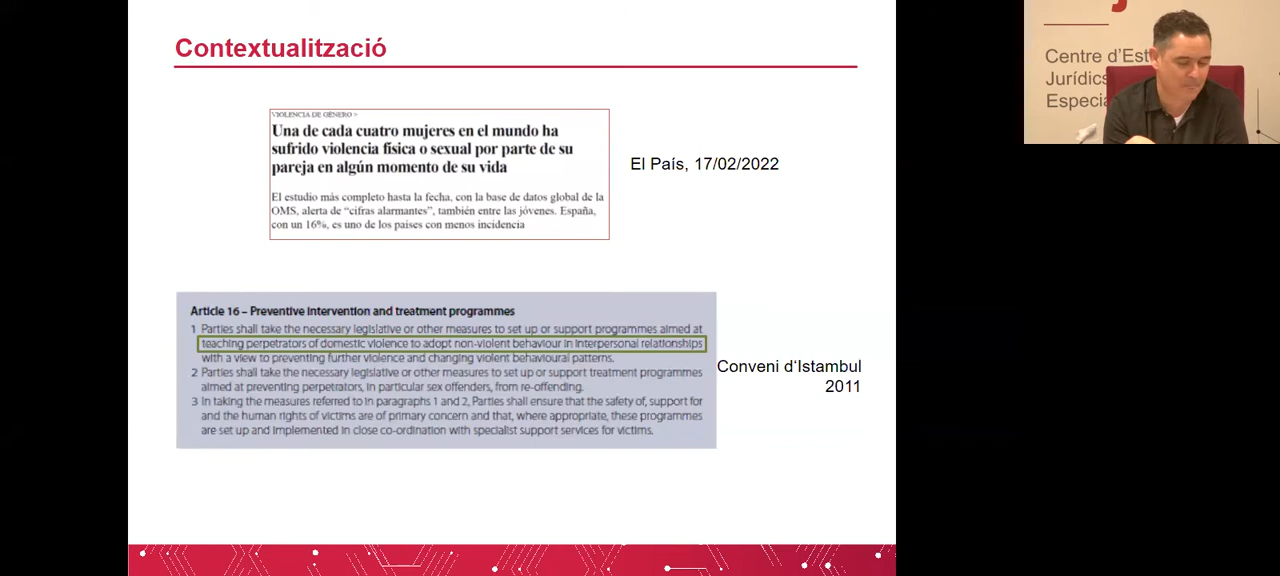 Contextualització
VIOLENCIA DE GÉNERO >
Una de cada cuatro mujeres en el mundo ha
sufrido violencia física o sexual por parte de su
pareja en algún momento de su vida
El estudio más completo hasta la fecha, con la base de datos global de la
OMS, alerta de “cifras alarmantes”, también entre las jóvenes. España,
con un 16%, es uno de los países con menos incidencia
El País, 17/02/2022
Article 16 – Preventive intervention and treatment programmes
1 Parties shall take the necessary legislative or other measures to set up or support programmes aimed at
teaching perpetrators of domestic violence to adopt non-violent behaviour in interpersonal relationships
with a view to preventing further violence and changing violent behavioural patterns.
2 Parties shall take the necessary legislative or other measures to set up or support treatment programmes
aimed at preventing perpetrators, in particular sex offenders, from re-offending.
3 In taking the measures referred to in paragraphs 1 and 2, Parties shall ensure that the safety of, support for
and the human rights of victims are of primary concern and that, where appropriate, these programmes
are set up and implemented in close co-ordination with specialist support services for victims.
Conveni d‘Istambul
2011
Centre d’Est
Jurídics
Especia